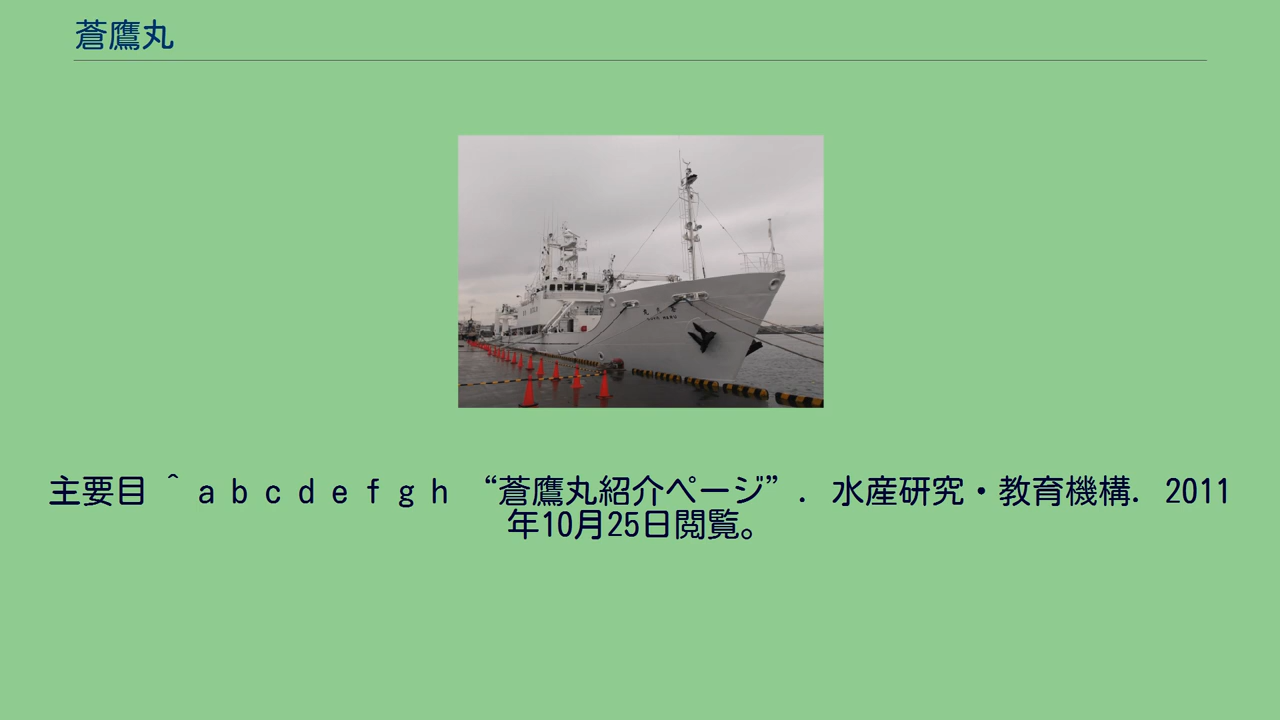 蒼鷹丸
主要目 ^ a b c d e f g h “蒼鷹丸紹介ページ”. 水産研究・教育機構. 2011
年10月25日閲覧。